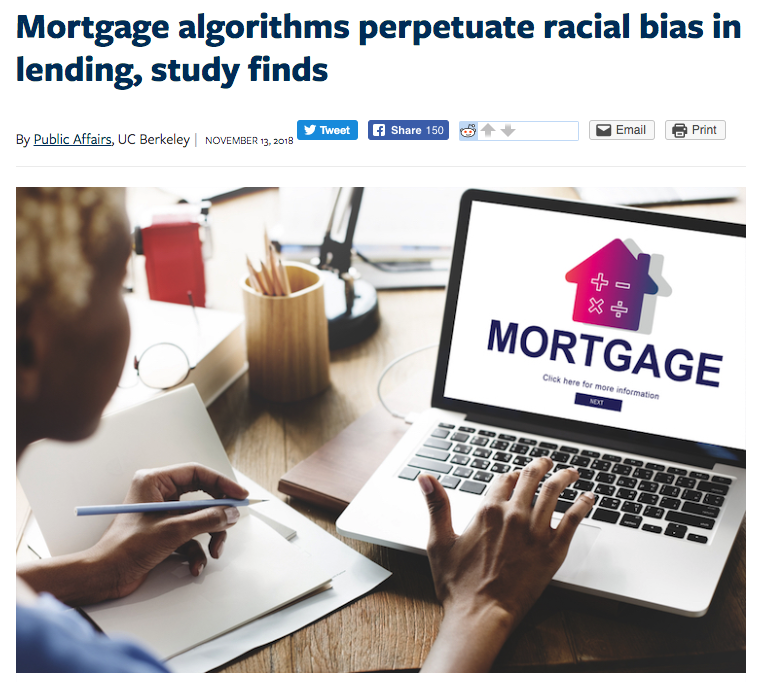 Mortgage algorithms perpetuate racial bias in
lending, study finds
By Public Affairs, UC Berkeley | NOVEMBER 13, 2018
Tweet
Share 150
Email
Print
MORTGAGE
Click here for more information
NEXT